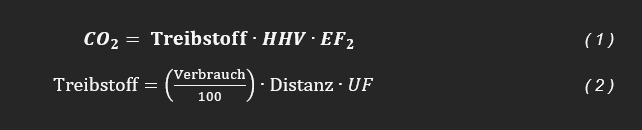 CO₂ = Treibstoff · HHV · EF₂ (1)
Treibstoff = (Verbrauch/100) · Distanz · UF (2)